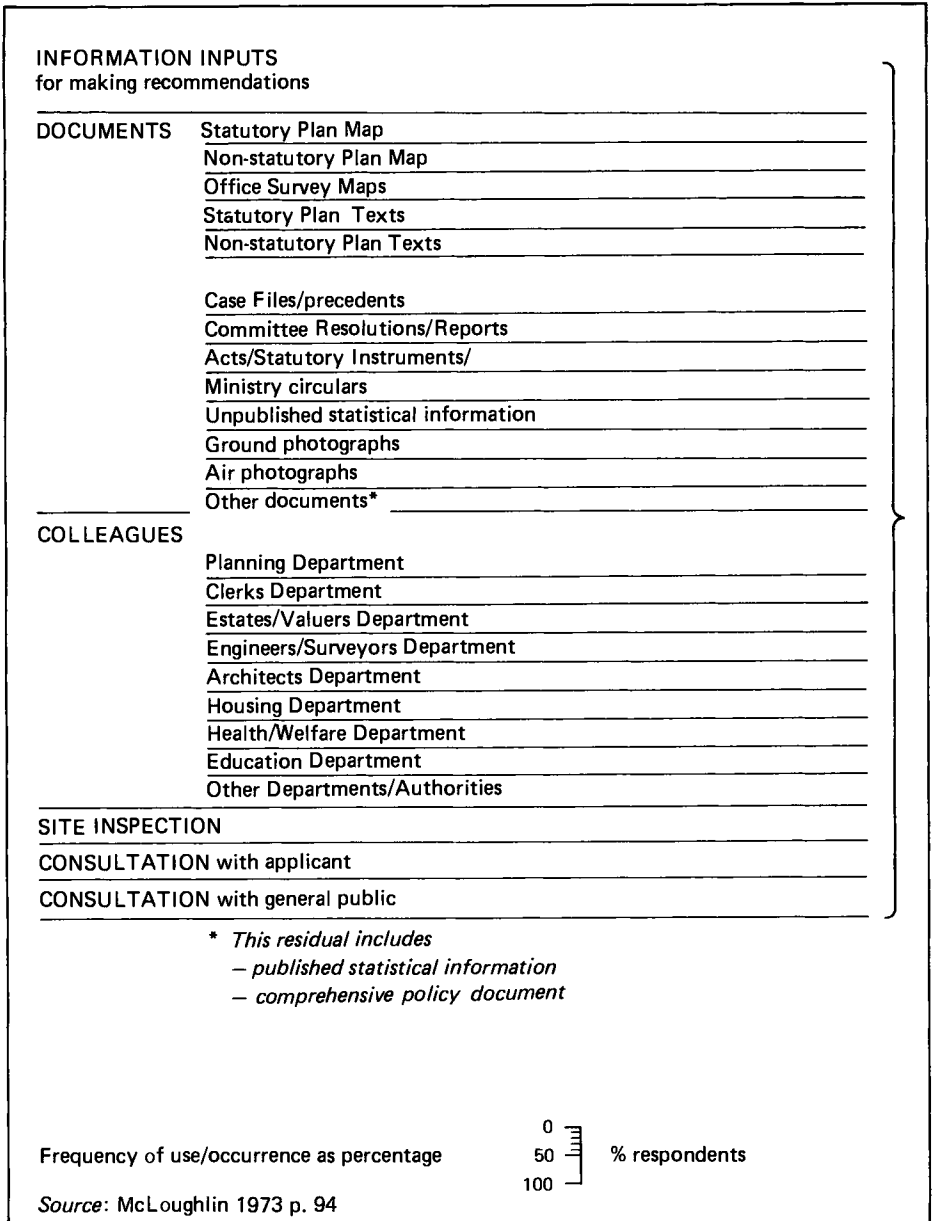 INFORMATION INPUTS
for making recommendations
DOCUMENTS Statutory Plan Map
Non-statutory Plan Map
Office Survey Maps
Statutory Plan Texts
Non-statutory Plan Texts
Case Files/precedents
Committee Resolutions/Reports
Acts/Statutory Instruments/
Ministry circulars
Unpublished statistical information
Ground photographs
Air photographs
Other documents*
COLLEAGUES
Planning Department
Clerks Department
Estates/Valuers Department
Engineers/Surveyors Department
Architects Department
Housing Department
Health/Welfare Department
Education Department
Other Departments/Authorities
SITE INSPECTION
CONSULTATION with applicant
CONSULTATION with general public
* This residual includes
– published statistical information
– comprehensive policy document
0
Frequency of use/occurrence as percentage 50 % respondents
100
Source: McLoughlin 1973 p. 94